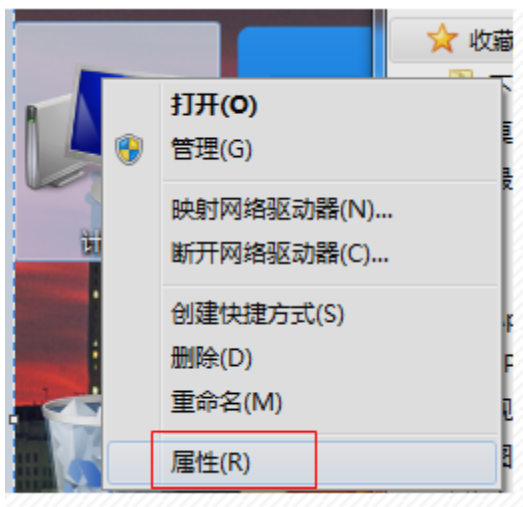 收藏
打开(O)
管理(G)
映射网络驱动器(N)...
计
断开网络驱动器(C)...
创建快捷方式(S)
删除(D)
重命名(M)
属性(R)